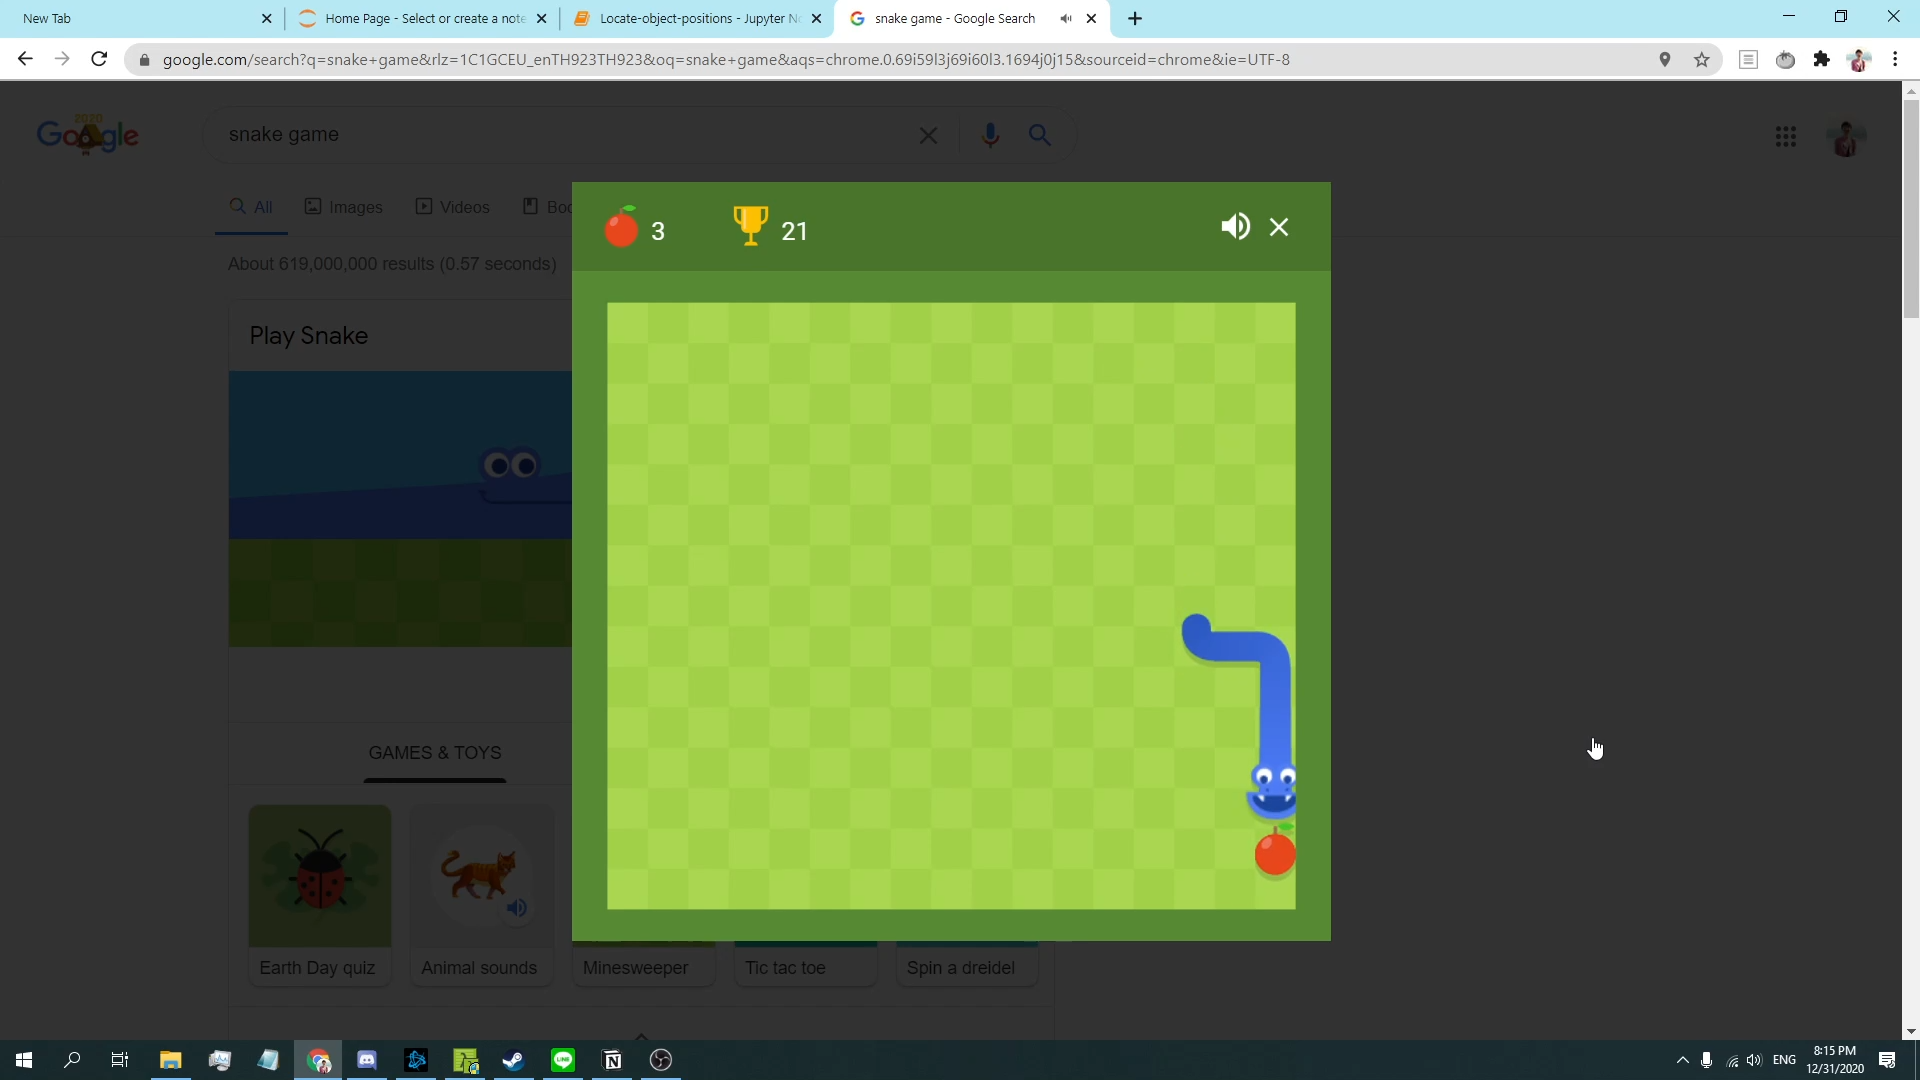 New Tab
Home Page - Select or create a note
Locate-object-positions - Jupyter No
snake game - Google Search
google.com/search?q=snake+game&rlz=1C1GCEU_enTH923TH923&oq=snake+game&aqs=chrome.0.69i59l3j69i60l3.1694j0j15&sourceid=chrome&ie=UTF-8
2020
Google
snake game
All
Images
Videos
Boo
3
21
About 619,000,000 results (0.57 seconds)
Play Snake
GAMES & TOYS
Earth Day quiz
Animal sounds
Minesweeper
Tic tac toe
Spin a dreidel
ENG
8:15 PM
12/31/2020